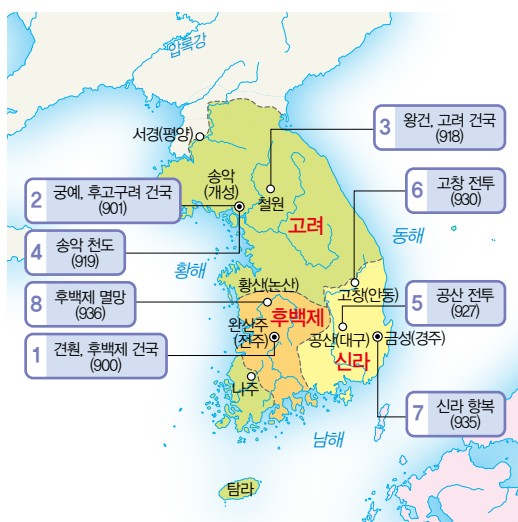 압록강
서경(평양)
3 왕건, 고려 건국
(918)
송악
(개성)
철원
2 궁예, 후고구려 건국
(901)
6 고창 전투
(930)
고려
4 송악 천도
(919)
황해
동해
황산(논산)
고창(안동)
8 후백제 멸망
(936)
후백제
5 공산 전투
(927)
완산주
(전주)
공산(대구)
금성(경주)
1 견훤, 후백제 건국
(900)
신라
나주
7 신라 항복
(935)
남해
탐라